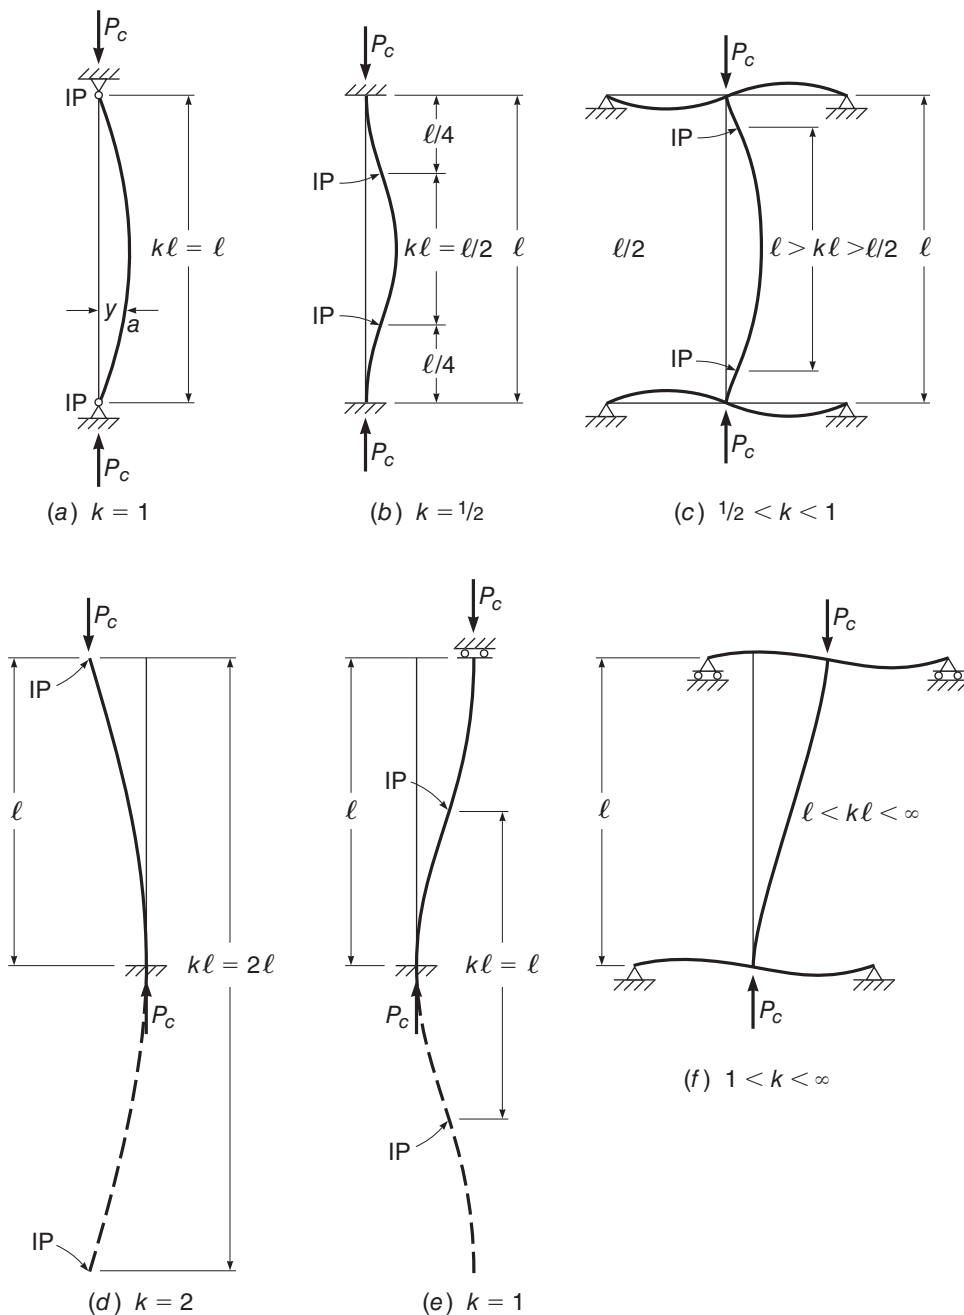 P_c
IP
kℓ = ℓ
y
a
IP
P_c
(a) k = 1
P_c
ℓ/4
IP
kℓ = ℓ/2
ℓ
IP
ℓ/4
P_c
(b) k = 1/2
P_c
IP
ℓ/2
ℓ > kℓ > ℓ/2
ℓ
IP
P_c
(c) 1/2 < k < 1
P_c
IP
ℓ
kℓ = 2ℓ
P_c
IP
(d) k = 2
P_c
IP
ℓ
kℓ = ℓ
P_c
IP
(e) k = 1
P_c
ℓ
ℓ < kℓ < ∞
P_c
(f) 1 < k < ∞